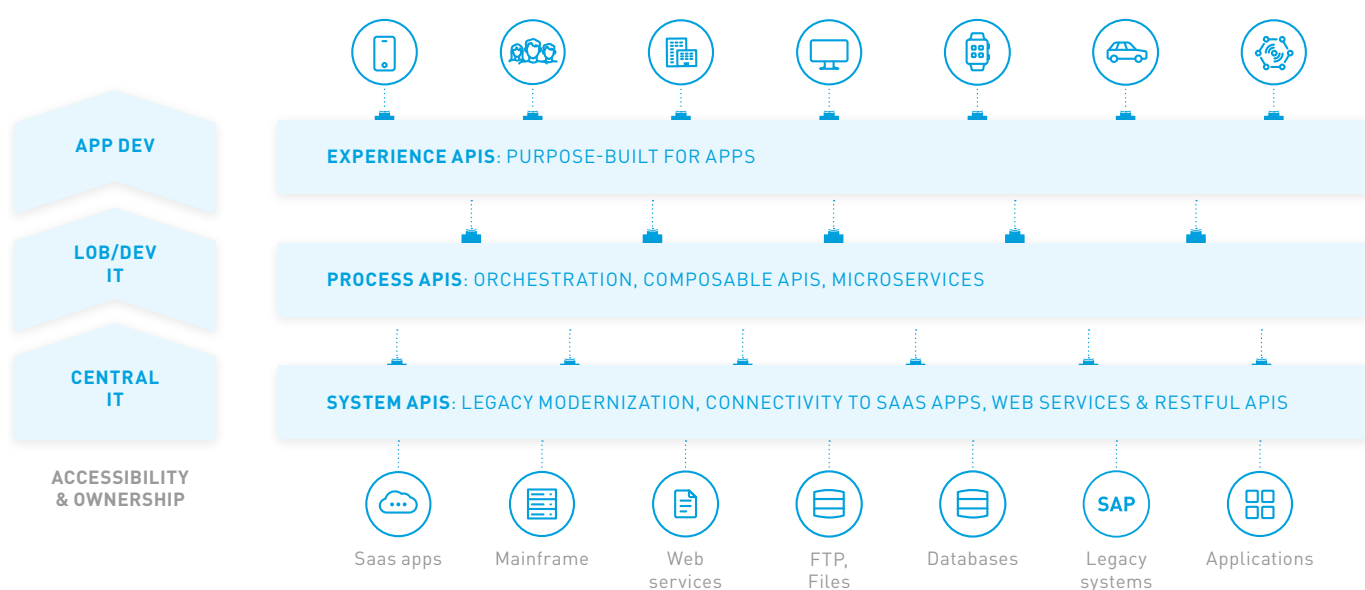 APP DEV
EXPERIENCE APIS: PURPOSE-BUILT FOR APPS
LOB/DEV
IT
PROCESS APIS: ORCHESTRATION, COMPOSABLE APIS, MICROSERVICES
CENTRAL
IT
SYSTEM APIS: LEGACY MODERNIZATION, CONNECTIVITY TO SAAS APPS, WEB SERVICES & RESTFUL APIS
ACCESSIBILITY
& OWNERSHIP
SAP
Saas apps
Mainframe
Web
services
FTP,
Files
Databases
Legacy
systems
Applications